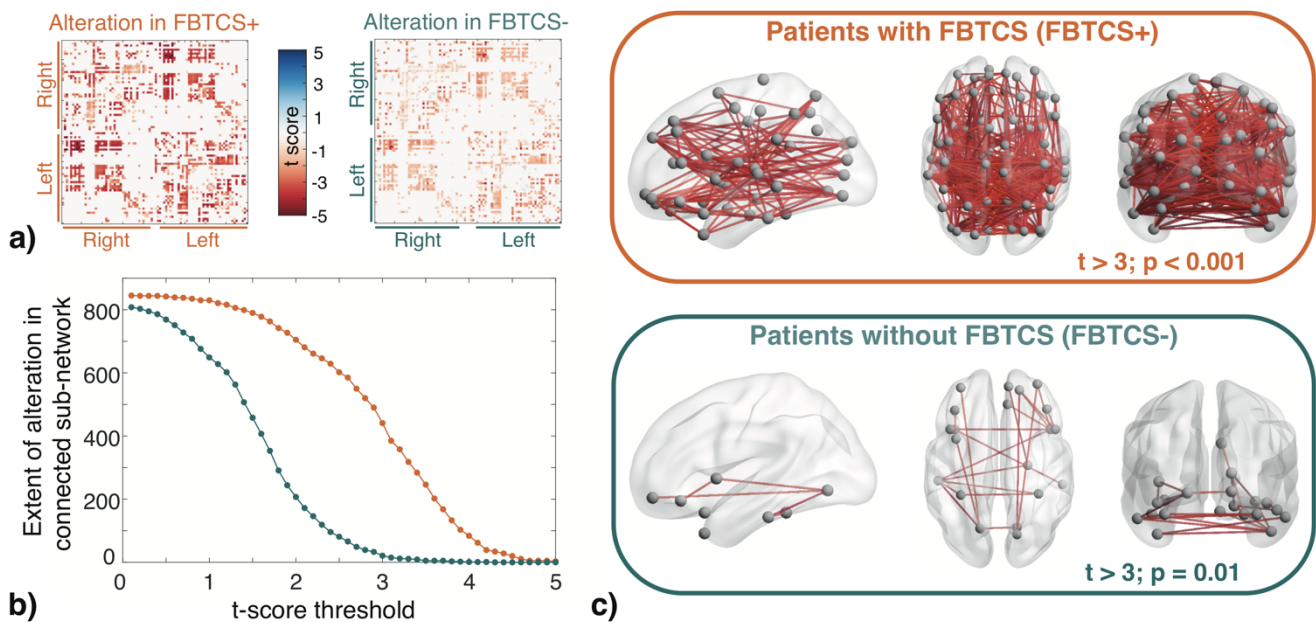 Alteration in FBTCS+
Right
Left
Right
Left
5
3
1
-1
-3
-5
t score
Alteration in FBTCS-
Right
Left
Right
Left
a)
Extent of alteration in
connected sub-network
800
600
400
200
0
0
1
2
3
4
5
t-score threshold
b)
Patients with FBTCS (FBTCS+)
t > 3; p < 0.001
Patients without FBTCS (FBTCS-)
t > 3; p = 0.01
c)